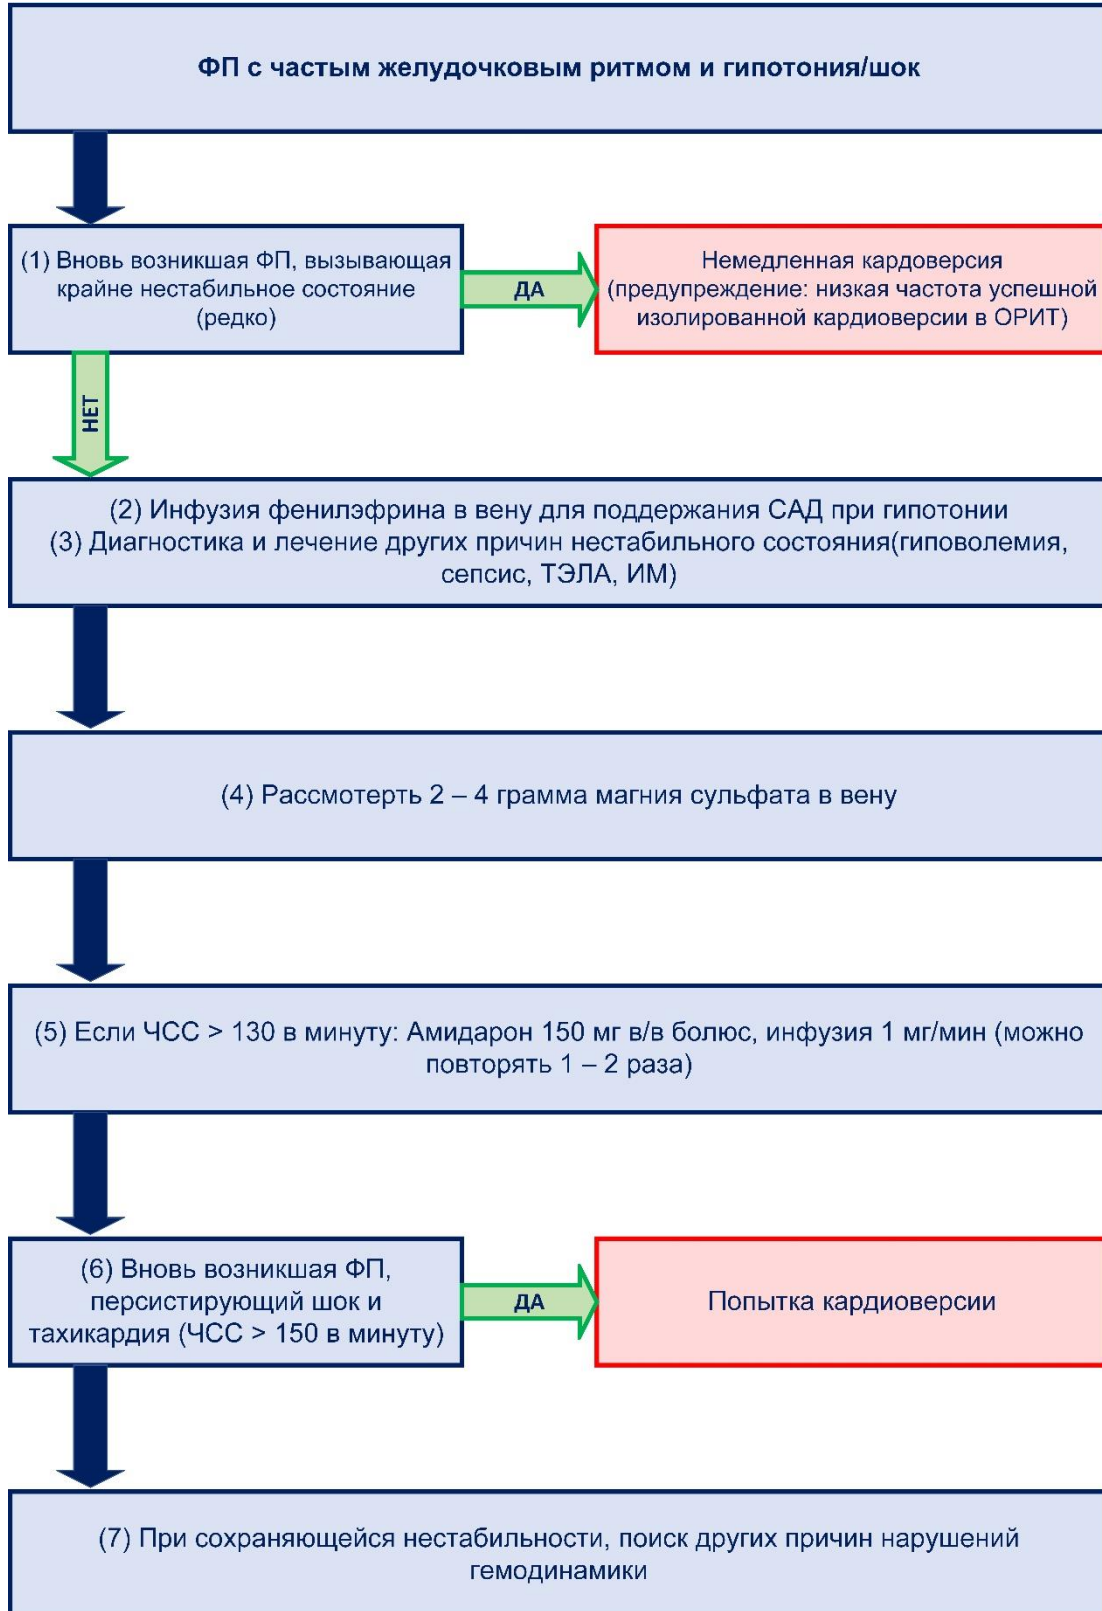 ФП с частым желудочковым ритмом и гипотония/шок
(1) Вновь возникшая ФП, вызывающая
крайне нестабильное состояние
(редко)
ДА
Немедленная кардоверсия
(предупреждение: низкая частота успешной
изолированной кардиоверсии в ОРИТ)
НЕТ
(2) Инфузия фенилэфрина в вену для поддержания САД при гипотонии
(3) Диагностика и лечение других причин нестабильного состояния(гиповолемия,
сепсис, ТЭЛА, ИМ)
(4) Рассмотерть 2 – 4 грамма магния сульфата в вену
(5) Если ЧСС > 130 в минуту: Амидарон 150 мг в/в болюс, инфузия 1 мг/мин (можно
повторять 1 – 2 раза)
(6) Вновь возникшая ФП,
персистирующий шок и
тахикардия (ЧСС > 150 в минуту)
ДА
Попытка кардиоверсии
(7) При сохраняющейся нестабильности, поиск других причин нарушений
гемодинамики